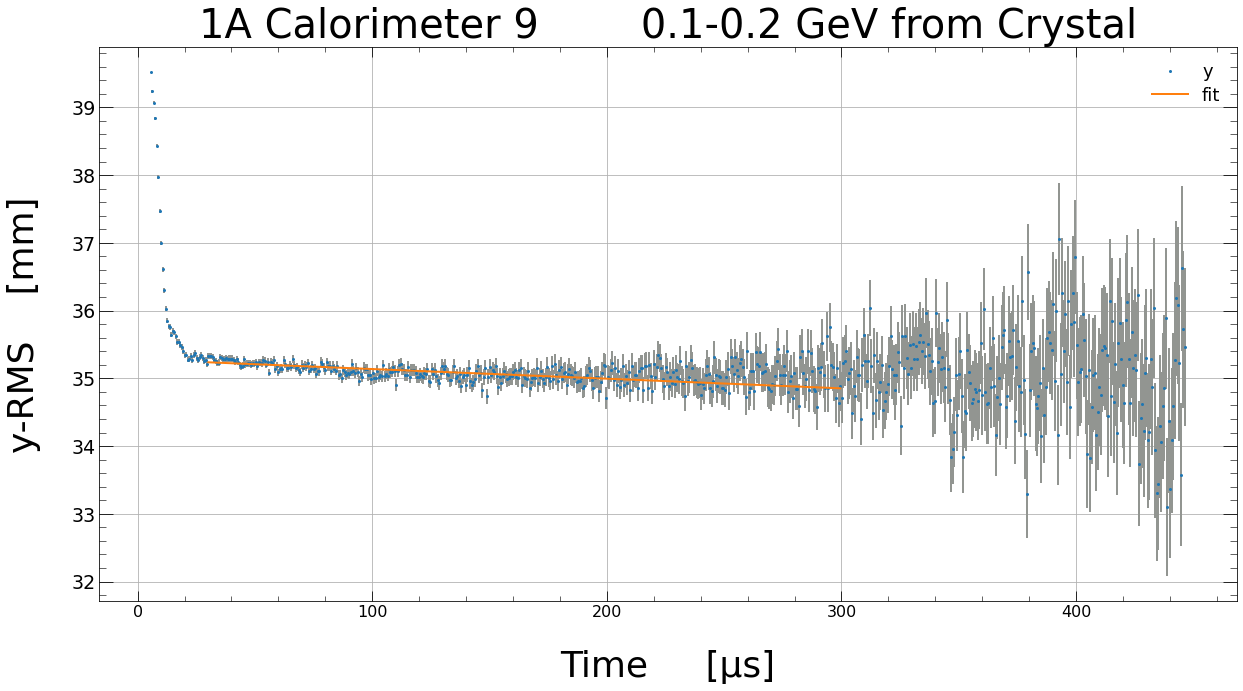 1A Calorimeter 9 0.1-0.2 GeV from Crystal
y
fit
39
38
37
36
35
34
33
32
y-RMS [mm]
0 100 200 300 400
Time [µs]